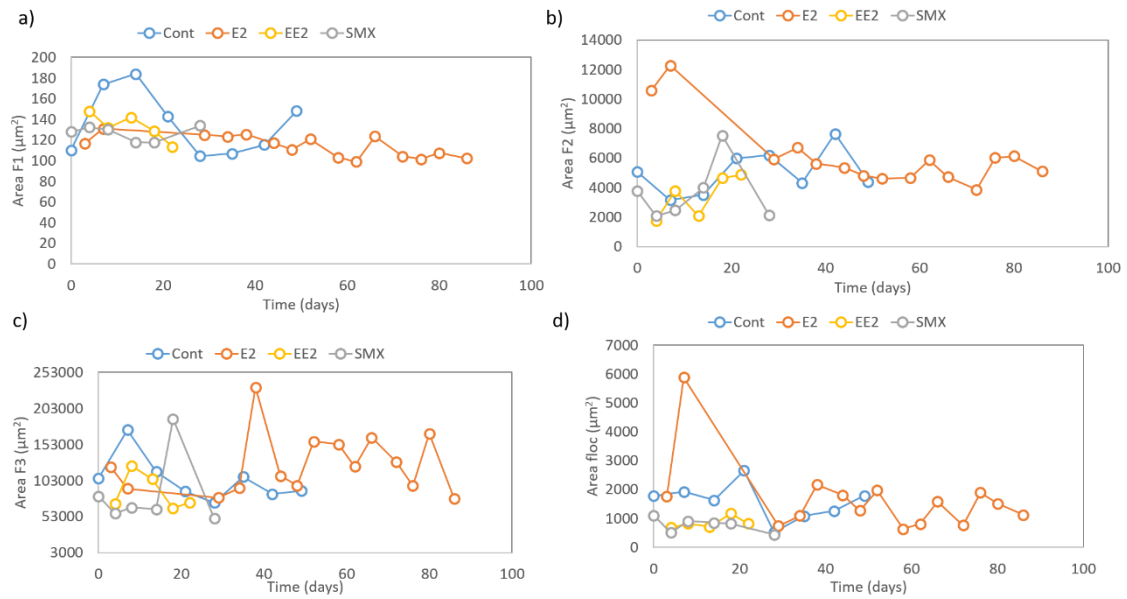 a)
Cont E2 EE2 SMX
200
180
160
140
120
100
80
60
40
20
0
Area F1 (µm²)
0 20 40 60 80 100
Time (days)
b)
Cont E2 EE2 SMX
14000
12000
10000
8000
6000
4000
2000
0
Area F2 (µm²)
0 20 40 60 80 100
Time (days)
c)
Cont E2 EE2 SMX
253000
203000
153000
103000
53000
3000
Area F3 (µm²)
0 20 40 60 80 100
Time (days)
d)
Cont E2 EE2 SMX
7000
6000
5000
4000
3000
2000
1000
0
Area floc (µm²)
0 20 40 60 80 100
Time (days)